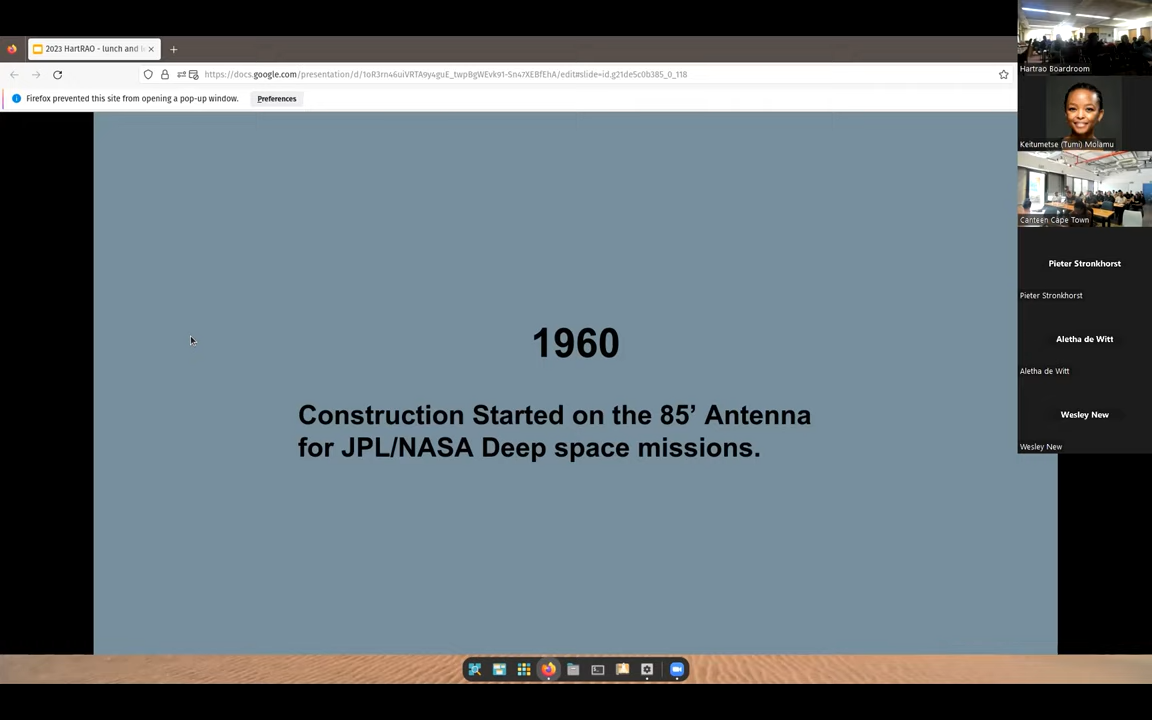 2023 HartRAO - lunch and l
https://docs.google.com/presentation/d/1oR3rn46uiVRTA9y4guE_twpBgWEvk91-Sn47XEBfEhA/edit#slide=id.g21de5c0b385_0_118
Firefox prevented this site from opening a pop-up window.
Preferences
1960
Construction Started on the 85’ Antenna
for JPL/NASA Deep space missions.
Hartrao Boardroom
Keitumetse (Tumi) Molamu
Canteen Cape Town
Pieter Stronkhorst
Pieter Stronkhorst
Aletha de Witt
Aletha de Witt
Wesley New
Wesley New